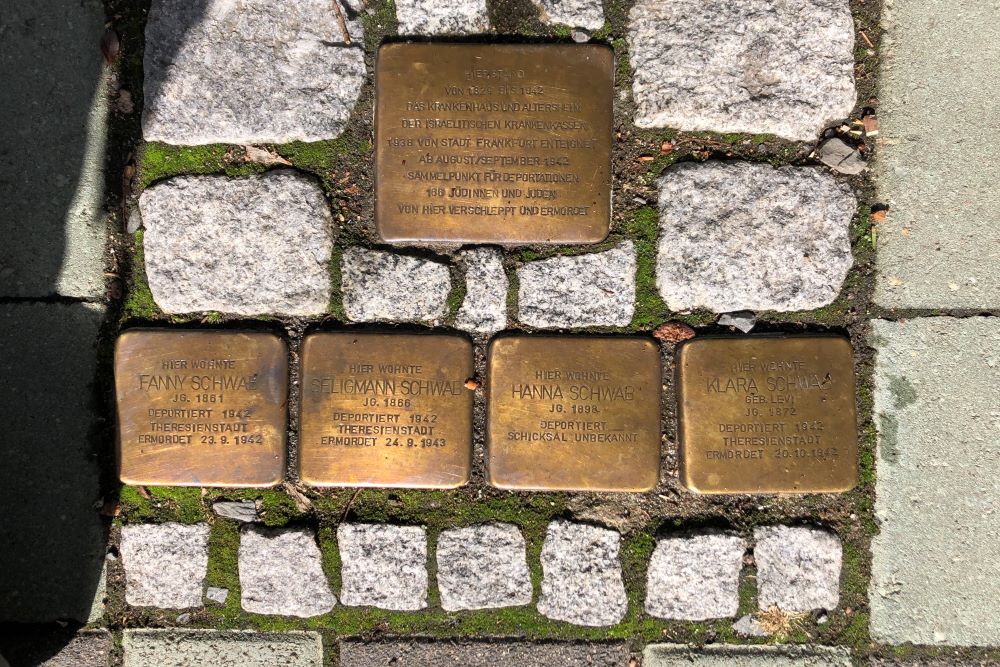 HIER STAND
VON 1829 BIS 1942
DAS KRANKENHAUS UND ALTERSHEIM
DER ISRAELITISCHEN KRANKENKASSEN
1938 VON STADT FRANKFURT ENTEIGNET
AB AUGUST/SEPTEMBER 1942
SAMMELPUNKT FÜR DEPORTATIONEN
JÜDINNEN UND JUDEN
VON HIER VERSCHLEPPT UND ERMORDET
HIER WOHNTE
FANNY SCHWAB
JG. 1861
DEPORTIERT 1942
THERESIENSTADT
ERMORDET 23.9.1942
HIER WOHNTE
SELIGMANN SCHWAB
JG. 1866
DEPORTIERT 1942
THERESIENSTADT
ERMORDET 24.9.1943
HIER WOHNTE
HANNA SCHWAB
JG. 1898
DEPORTIERT
SCHICKSAL UNBEKANNT
HIER WOHNTE
KLARA SCHWAB
GEB. LEVI
JG. 1872
DEPORTIERT 1942
THERESIENSTADT
ERMORDET 20.10.1942